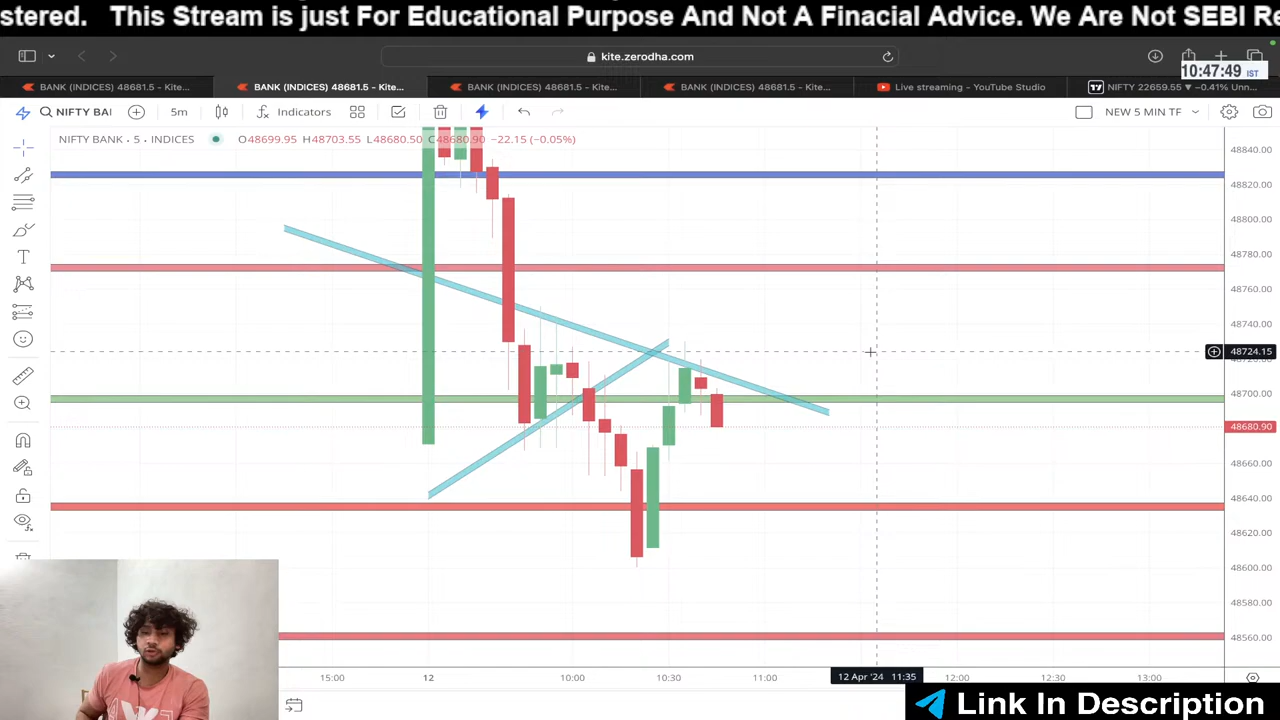 stered.   This Stream is just For Educational Purpose And Not A Finacial Advice. We Are Not SEBI Re
kite.zerodha.com
10:47:49 IST
BANK (INDICES) 48681.5 - Kite...
BANK (INDICES) 48681.5 - Kite...
BANK (INDICES) 48681.5 - Kite...
BANK (INDICES) 48681.5 - Kite...
Live streaming - YouTube Studio
NIFTY 22659.55 ▼ −0.41% Unn...
NIFTY BAI
5m
Indicators
NEW 5 MIN TF
NIFTY BANK • 5 • INDICES
O48699.95 H48703.55 L48680.50 C48680.90 −22.15 (−0.05%)
48840.00
48820.00
48800.00
48780.00
48760.00
48740.00
48724.15
48700.00
48680.90
48660.00
48640.00
48620.00
48600.00
48580.00
48560.00
15:00
12
10:00
10:30
11:00
12 Apr '24 11:35
12:00
12:30
13:00
Link In Description